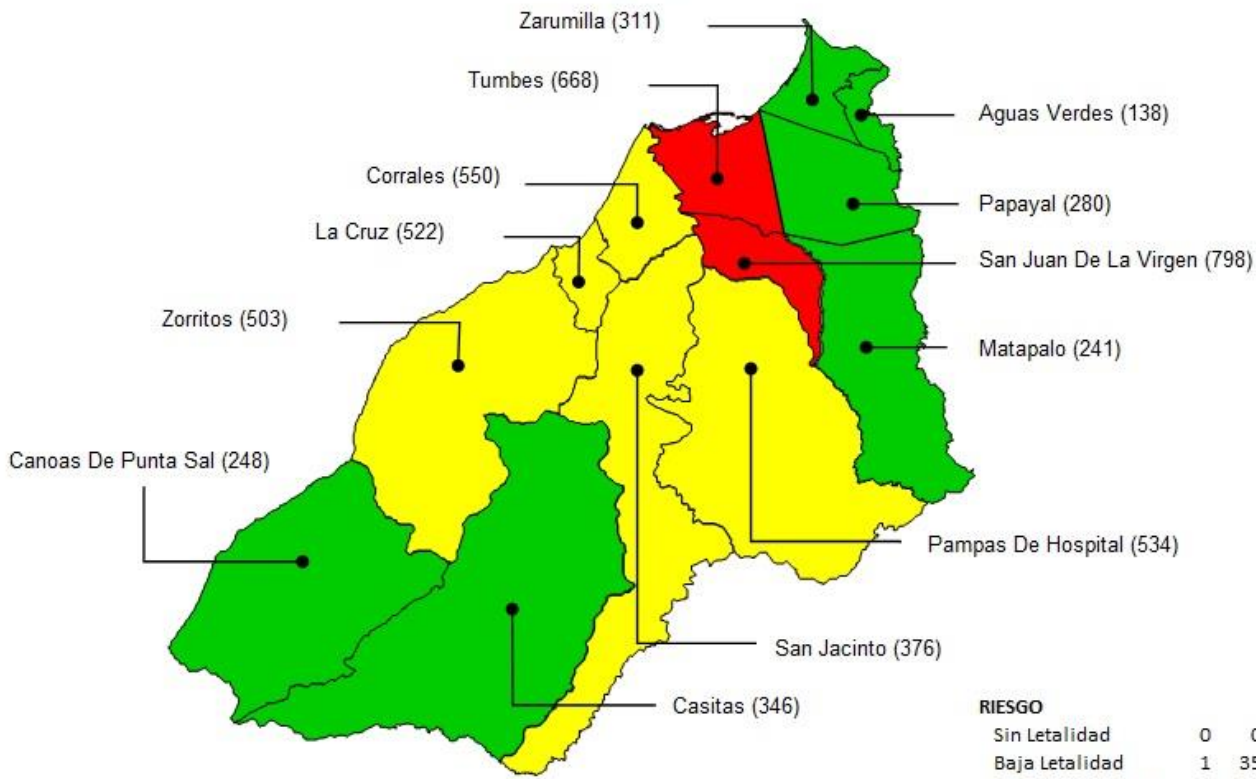 Zarumilla (311)
Tumbes (668)
Aguas Verdes (138)
Corrales (550)
Papayal (280)
La Cruz (522)
San Juan De La Virgen (798)
Zorritos (503)
Matapalo (241)
Canoas De Punta Sal (248)
Pampas De Hospital (534)
San Jacinto (376)
Casitas (346)
RIESGO
Sin Letalidad 0
Baja Letalidad 1